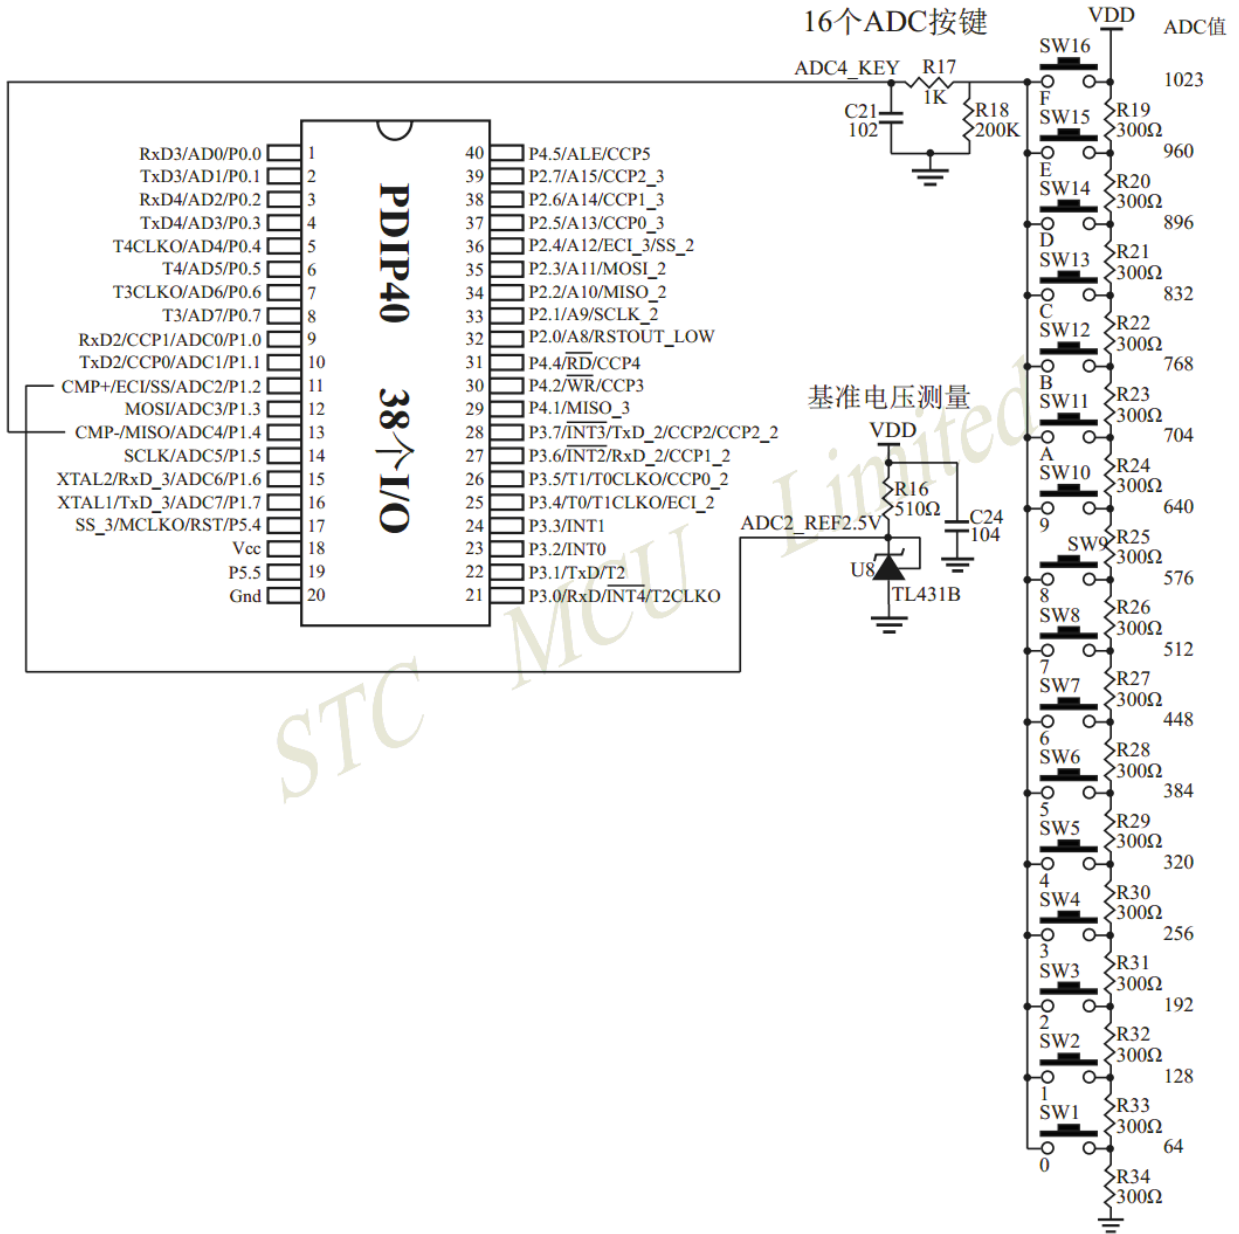 16个ADC按键
VDD
ADC值
ADC4_KEY
R17
1K
C21
102
R18
200K
SW16
F
1023
R19
300Ω
SW15
E
960
R20
300Ω
SW14
D
896
R21
300Ω
SW13
C
832
R22
300Ω
SW12
B
768
R23
300Ω
SW11
A
704
R24
300Ω
SW10
9
640
R25
300Ω
SW9
8
576
R26
300Ω
SW8
7
512
R27
300Ω
SW7
6
448
R28
300Ω
SW6
5
384
R29
300Ω
SW5
4
320
R30
300Ω
SW4
3
256
R31
300Ω
SW3
2
192
R32
300Ω
SW2
1
128
R33
300Ω
SW1
0
64
R34
300Ω
PDIP40 38个I/O
RxD3/AD0/P0.0 1
TxD3/AD1/P0.1 2
RxD4/AD2/P0.2 3
TxD4/AD3/P0.3 4
T4CLKO/AD4/P0.4 5
T4/AD5/P0.5 6
T3CLKO/AD6/P0.6 7
T3/AD7/P0.7 8
RxD2/CCP1/ADC0/P1.0 9
TxD2/CCP0/ADC1/P1.1 10
CMP+/ECI/SS/ADC2/P1.2 11
MOSI/ADC3/P1.3 12
CMP-/MISO/ADC4/P1.4 13
SCLK/ADC5/P1.5 14
XTAL2/RxD_3/ADC6/P1.6 15
XTAL1/TxD_3/ADC7/P1.7 16
SS_3/MCLKO/RST/P5.4 17
Vcc 18
P5.5 19
Gnd 20
40 P4.5/ALE/CCP5
39 P2.7/A15/CCP2_3
38 P2.6/A14/CCP1_3
37 P2.5/A13/CCP0_3
36 P2.4/A12/ECI_3/SS_2
35 P2.3/A11/MOSI_2
34 P2.2/A10/MISO_2
33 P2.1/A9/SCLK_2
32 P2.0/A8/RSTOUT_LOW
31 P4.4/RD/CCP4
30 P4.2/WR/CCP3
29 P4.1/MISO_3
28 P3.7/INT3/TxD_2/CCP2/CCP2_2
27 P3.6/INT2/RxD_2/CCP1_2
26 P3.5/T1/T0CLKO/CCP0_2
25 P3.4/T0/T1CLKO/ECI_2
24 P3.3/INT1
23 P3.2/INT0
22 P3.1/TxD/T2
21 P3.0/RxD/INT4/T2CLKO
基准电压测量
VDD
R16
510Ω
ADC2_REF2.5V
C24
104
U8
TL431B
STC MCU Limited